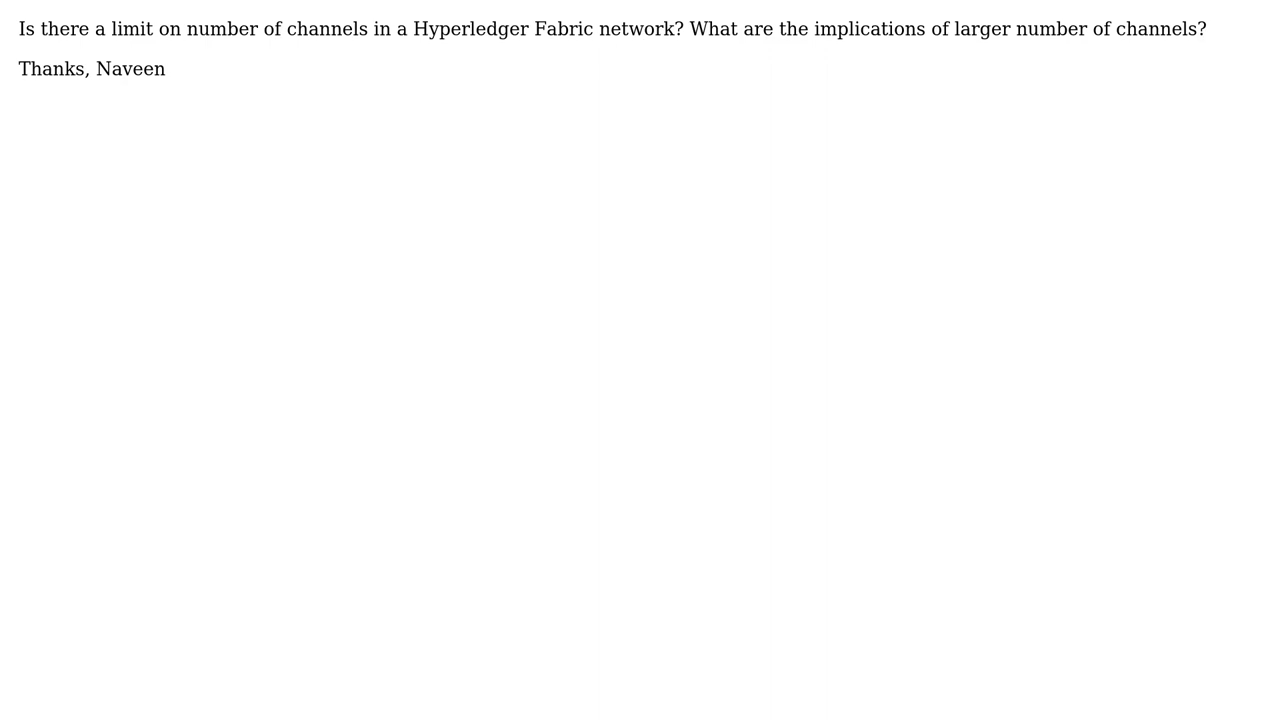 Is there a limit on number of channels in a Hyperledger Fabric network? What are the implications of larger number of channels?
Thanks, Naveen